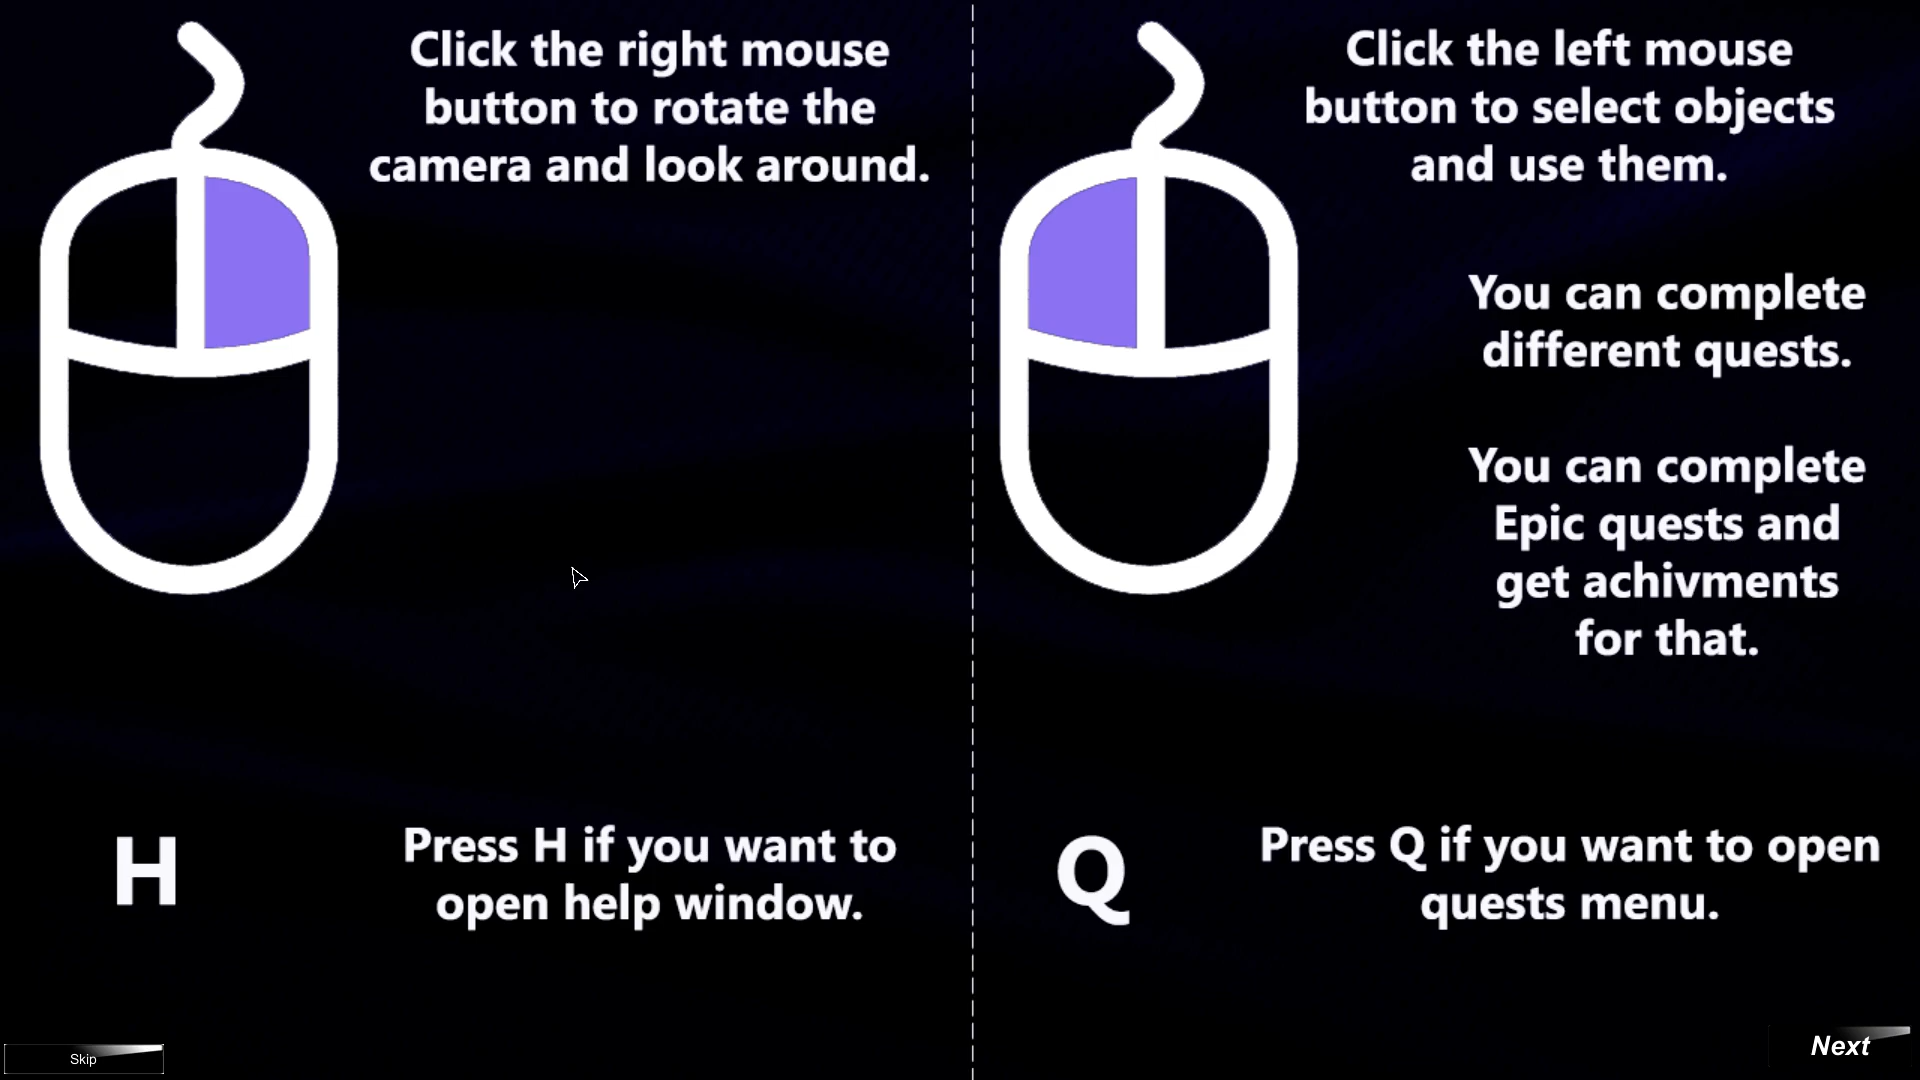 Click the right mouse
button to rotate the
camera and look around.
H
Press H if you want to
open help window.
Skip
Click the left mouse
button to select objects
and use them.
You can complete
different quests.
You can complete
Epic quests and
get achivments
for that.
Q
Press Q if you want to open
quests menu.
Next